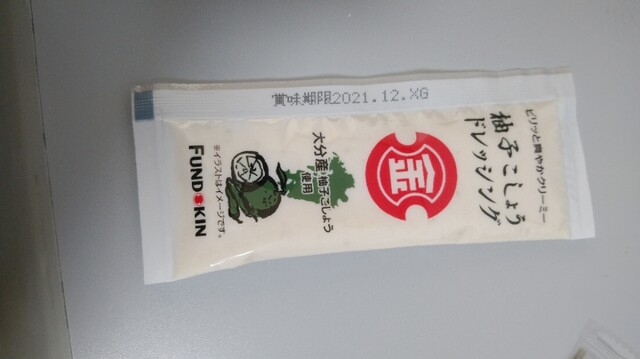 賞味期限2021.12.XG
ピリッと爽やかクリーミー
柚子こしょう
ドレッシング
金
大分産柚子こしょう
使用
※イラストはイメージです。
FUNDOKIN